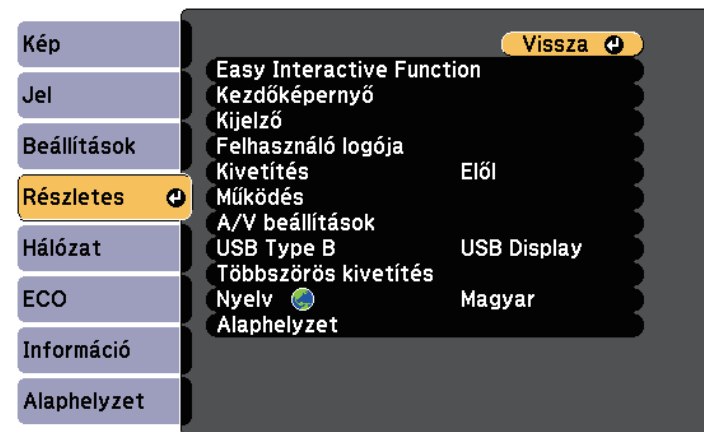 Kép
Jel
Beállítások
Részletes
Hálózat
ECO
Információ
Alaphelyzet
Vissza
Easy Interactive Function
Kezdőképernyő
Kijelző
Felhasználó logója
Kivetítés Elől
Működés
A/V beállítások
USB Type B USB Display
Többszörös kivetítés
Nyelv Magyar
Alaphelyzet